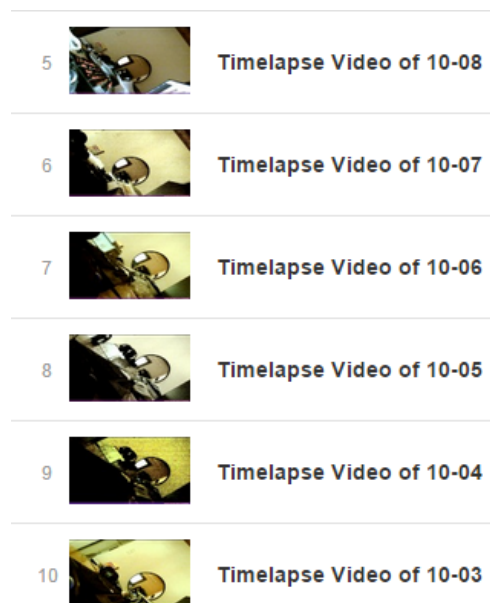 5 Timelapse Video of 10-08
6 Timelapse Video of 10-07
7 Timelapse Video of 10-06
8 Timelapse Video of 10-05
9 Timelapse Video of 10-04
10 Timelapse Video of 10-03